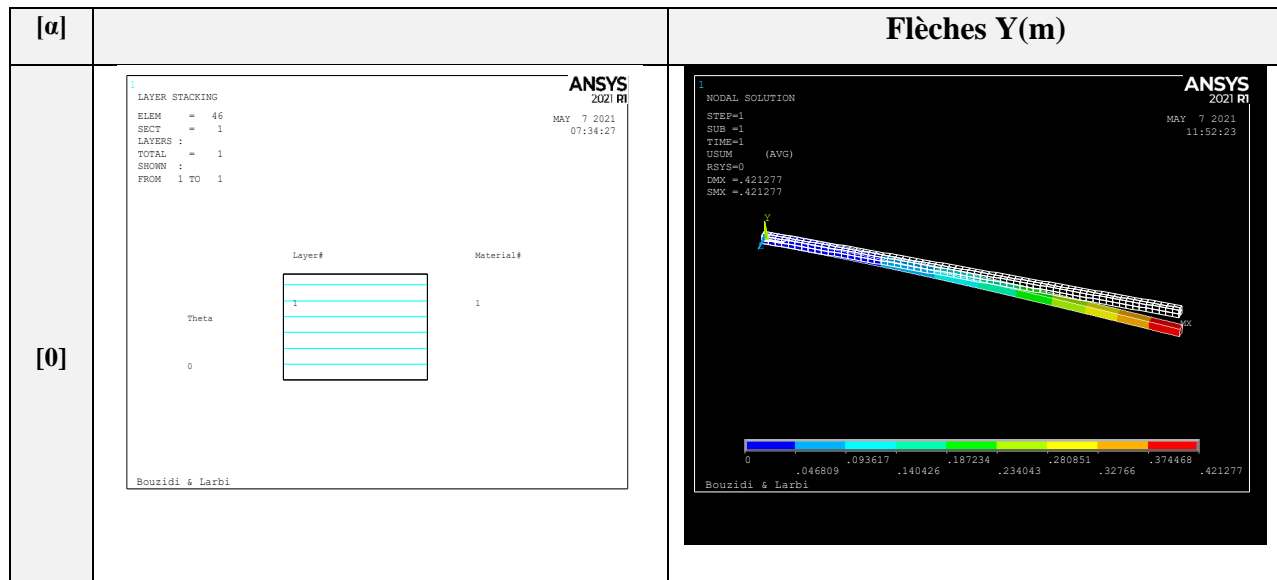 [α]
Flèches Y(m)
[0]
1
LAYER STACKING
ELEM = 46
SECT = 1
LAYERS :
TOTAL = 1
SHOWN :
FROM 1 TO 1
ANSYS
2021 R1
MAY 7 2021
07:34:27
Layer# Material#
1 1
Theta
0
Bouzidi & Larbi
1
NODAL SOLUTION
STEP=1
SUB =1
TIME=1
USUM (AVG)
RSYS=0
DMX =.421277
SMX =.421277
ANSYS
2021 R1
MAY 7 2021
11:52:23
Y
Z
MX
0 .093617 .187234 .280851 .374468
.046809 .140426 .234043 .32766 .421277
Bouzidi & Larbi